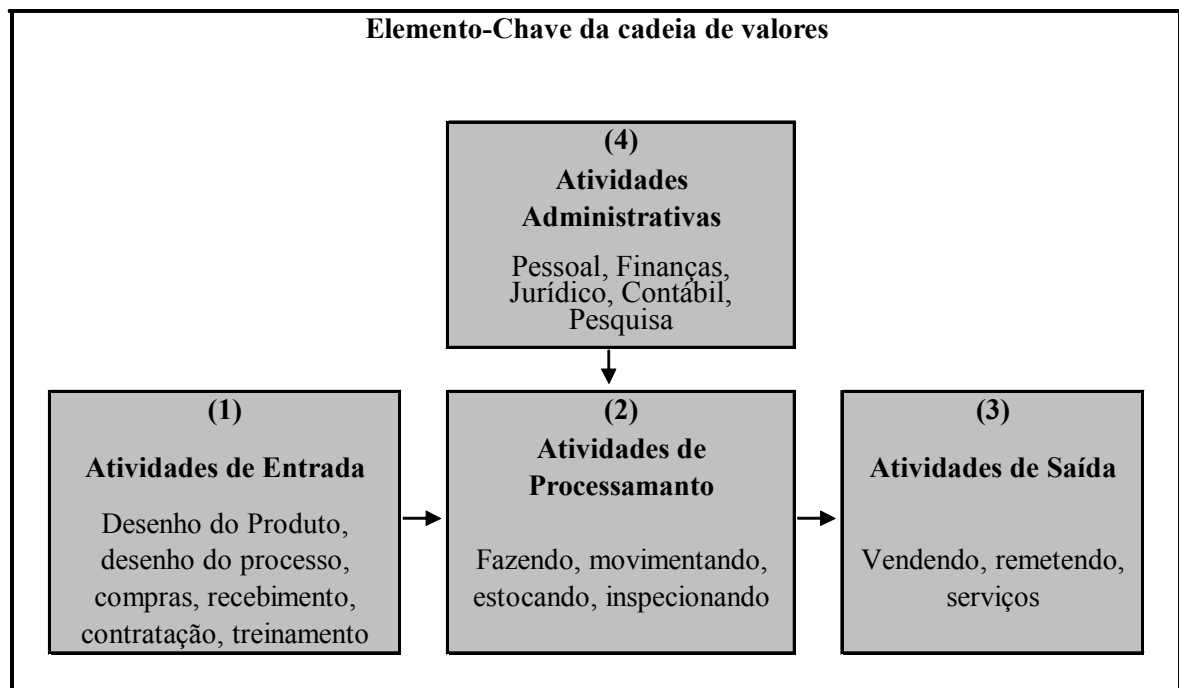 Elemento-Chave da cadeia de valores
(4)
Atividades
Administrativas
Pessoal, Finanças,
Jurídico, Contábil,
Pesquisa
(1)
Atividades de Entrada
Desenho do Produto,
desenho do processo,
compras, recebimento,
contratação, treinamento
(2)
Atividades de
Processamanto
Fazendo, movimentando,
estocando, inspecionando
(3)
Atividades de Saída
Vendendo, remetendo,
serviços